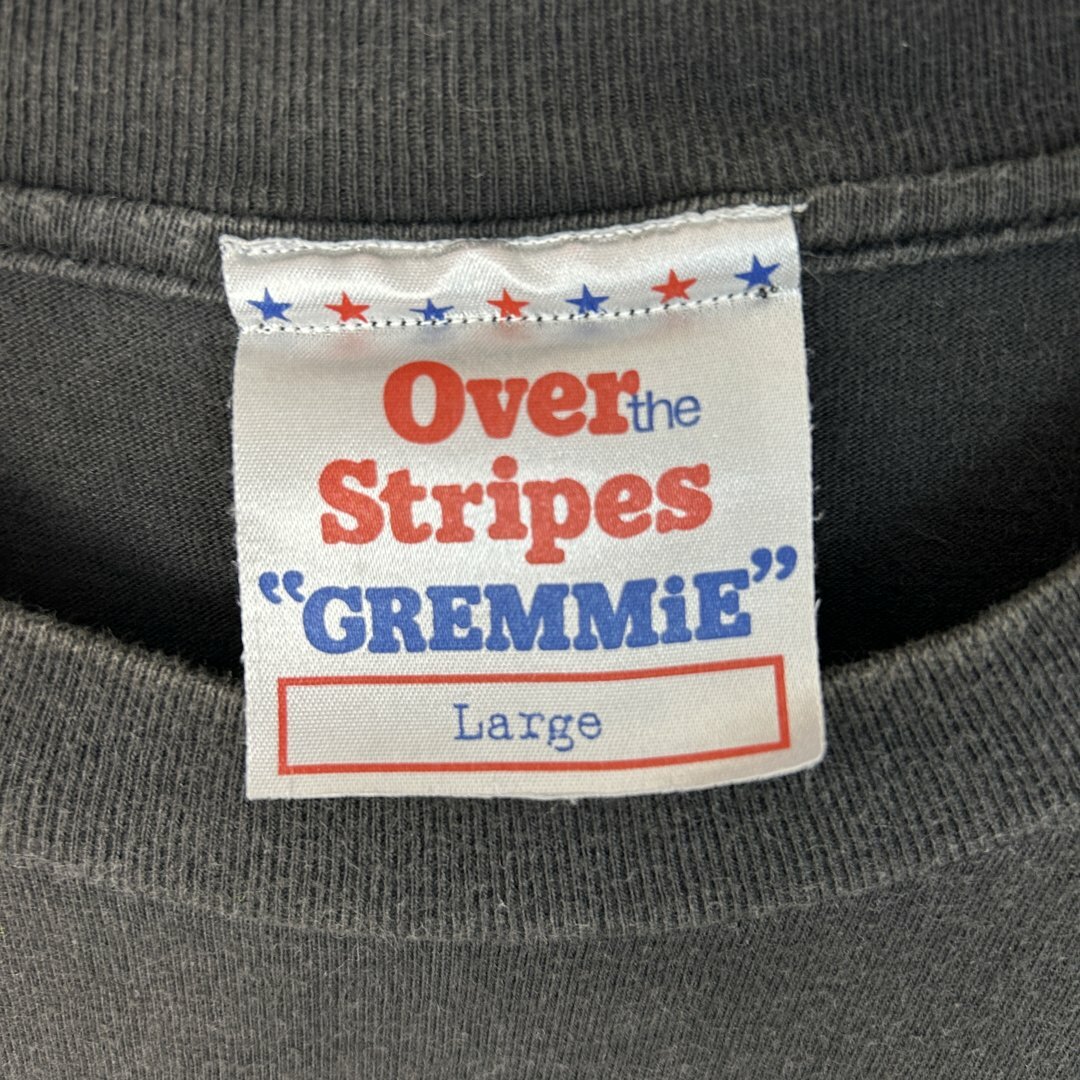 Over the
Stripes
“GREMMiE”
Large